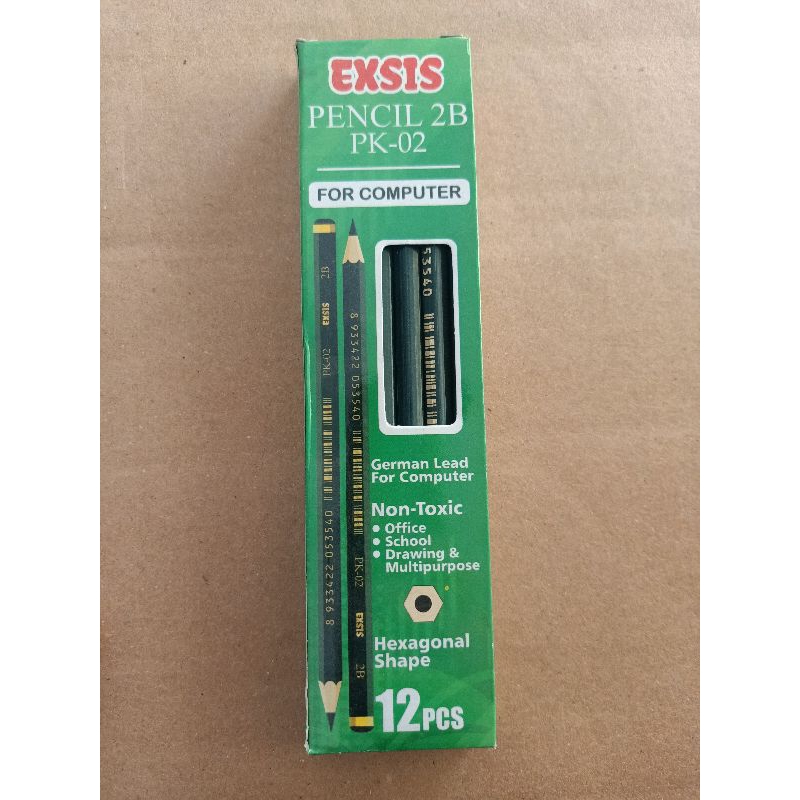 EXSIS
PENCIL 2B
PK-02
FOR COMPUTER
2B
EXSIS
PK-02
8 933422 053540
8 933422 053540
PK-02
EXSIS
2B
53540
German Lead
For Computer
Non-Toxic
• Office
• School
• Drawing &
Multipurpose
Hexagonal
Shape
12PCS